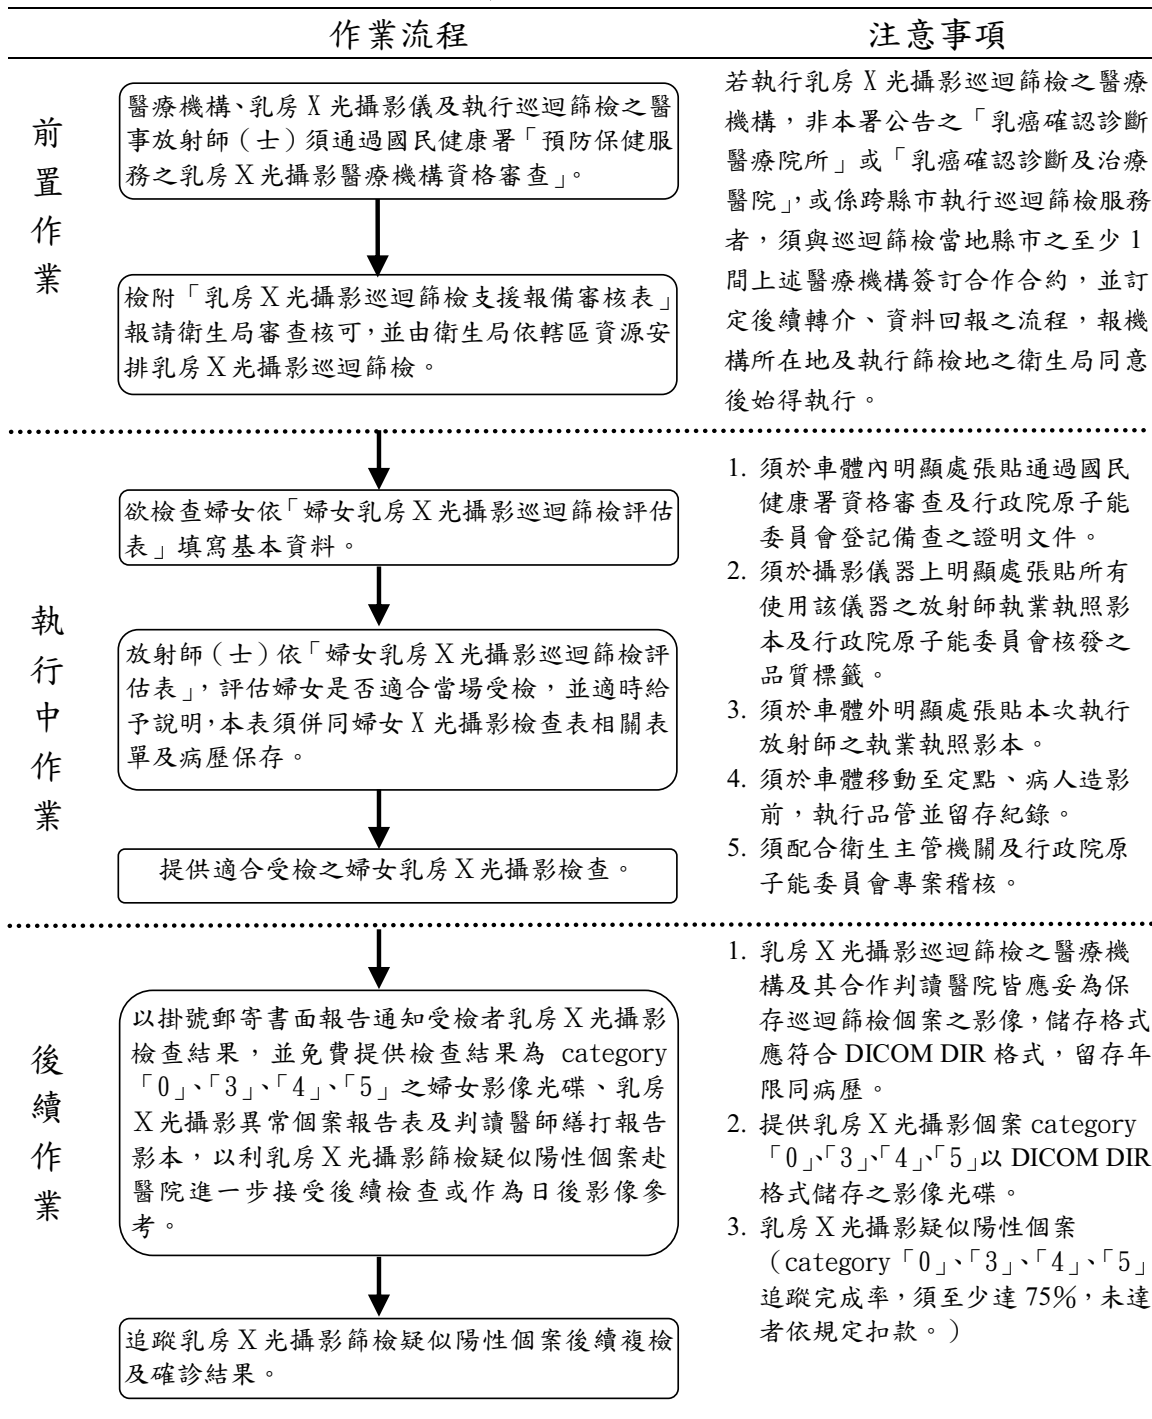 作業流程
注意事項
前置作業
醫療機構、乳房 X 光攝影儀及執行巡迴篩檢之醫
事放射師（士）須通過國民健康署「預防保健服
務之乳房X光攝影醫療機構資格審查」。
檢附「乳房X光攝影巡迴篩檢支援報備審核表」
報請衛生局審查核可，並由衛生局依轄區資源安
排乳房X光攝影巡迴篩檢。
若執行乳房 X 光攝影巡迴篩檢之醫療
機構，非本署公告之「乳癌確認診斷
醫療院所」或「乳癌確認診斷及治療
醫院」，或係跨縣市執行巡迴篩檢服務
者，須與巡迴篩檢當地縣市之至少 1
間上述醫療機構簽訂合作合約，並訂
定後續轉介、資料回報之流程，報機
構所在地及執行篩檢地之衛生局同意
後始得執行。
執行中作業
欲檢查婦女依「婦女乳房X光攝影巡迴篩檢評估
表」填寫基本資料。
放射師（士）依「婦女乳房X光攝影巡迴篩檢評
估表」，評估婦女是否適合當場受檢，並適時給
予說明，本表須併同婦女 X 光攝影檢查表相關表
單及病歷保存。
提供適合受檢之婦女乳房X光攝影檢查。
1. 須於車體內明顯處張貼通過國民
健康署資格審查及行政院原子能
委員會登記備查之證明文件。
2. 須於攝影儀器上明顯處張貼所有
使用該儀器之放射師執業執照影
本及行政院原子能委員會核發之
品質標籤。
3. 須於車體外明顯處張貼本次執行
放射師之執業執照影本。
4. 須於車體移動至定點、病人造影
前，執行品管並留存紀錄。
5. 須配合衛生主管機關及行政院原
子能委員會專案稽核。
後續作業
以掛號郵寄書面報告通知受檢者乳房X光攝影
檢查結果，並免費提供檢查結果為 category
「0」、「3」、「4」、「5」之婦女影像光碟、乳房
X光攝影異常個案報告表及判讀醫師繕打報告
影本，以利乳房X光攝影篩檢疑似陽性個案赴
醫院進一步接受後續檢查或作為日後影像參
考。
追蹤乳房X光攝影篩檢疑似陽性個案後續複檢
及確診結果。
1. 乳房X光攝影巡迴篩檢之醫療機
構及其合作判讀醫院皆應妥為保
存巡迴篩檢個案之影像，儲存格式
應符合 DICOM DIR 格式，留存年
限同病歷。
2. 提供乳房X光攝影個案 category
「0」、「3」、「4」、「5」以 DICOM DIR
格式儲存之影像光碟。
3. 乳房X光攝影疑似陽性個案
（category「0」、「3」、「4」、「5」
追蹤完成率，須至少達 75%，未達
者依規定扣款。）